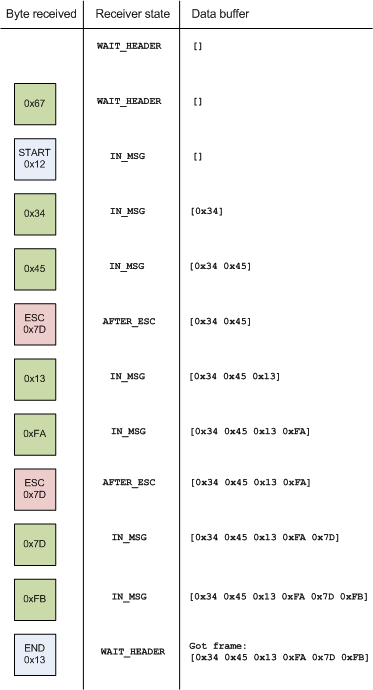 Byte received Receiver state Data buffer
WAIT_HEADER []
0x67 WAIT_HEADER []
START
0x12 IN_MSG []
0x34 IN_MSG [0x34]
0x45 IN_MSG [0x34 0x45]
ESC
0x7D AFTER_ESC [0x34 0x45]
0x13 IN_MSG [0x34 0x45 0x13]
0xFA IN_MSG [0x34 0x45 0x13 0xFA]
ESC
0x7D AFTER_ESC [0x34 0x45 0x13 0xFA]
0x7D IN_MSG [0x34 0x45 0x13 0xFA 0x7D]
0xFB IN_MSG [0x34 0x45 0x13 0xFA 0x7D 0xFB]
END WAIT_HEADER Got frame:
0x13 [0x34 0x45 0x13 0xFA 0x7D 0xFB]